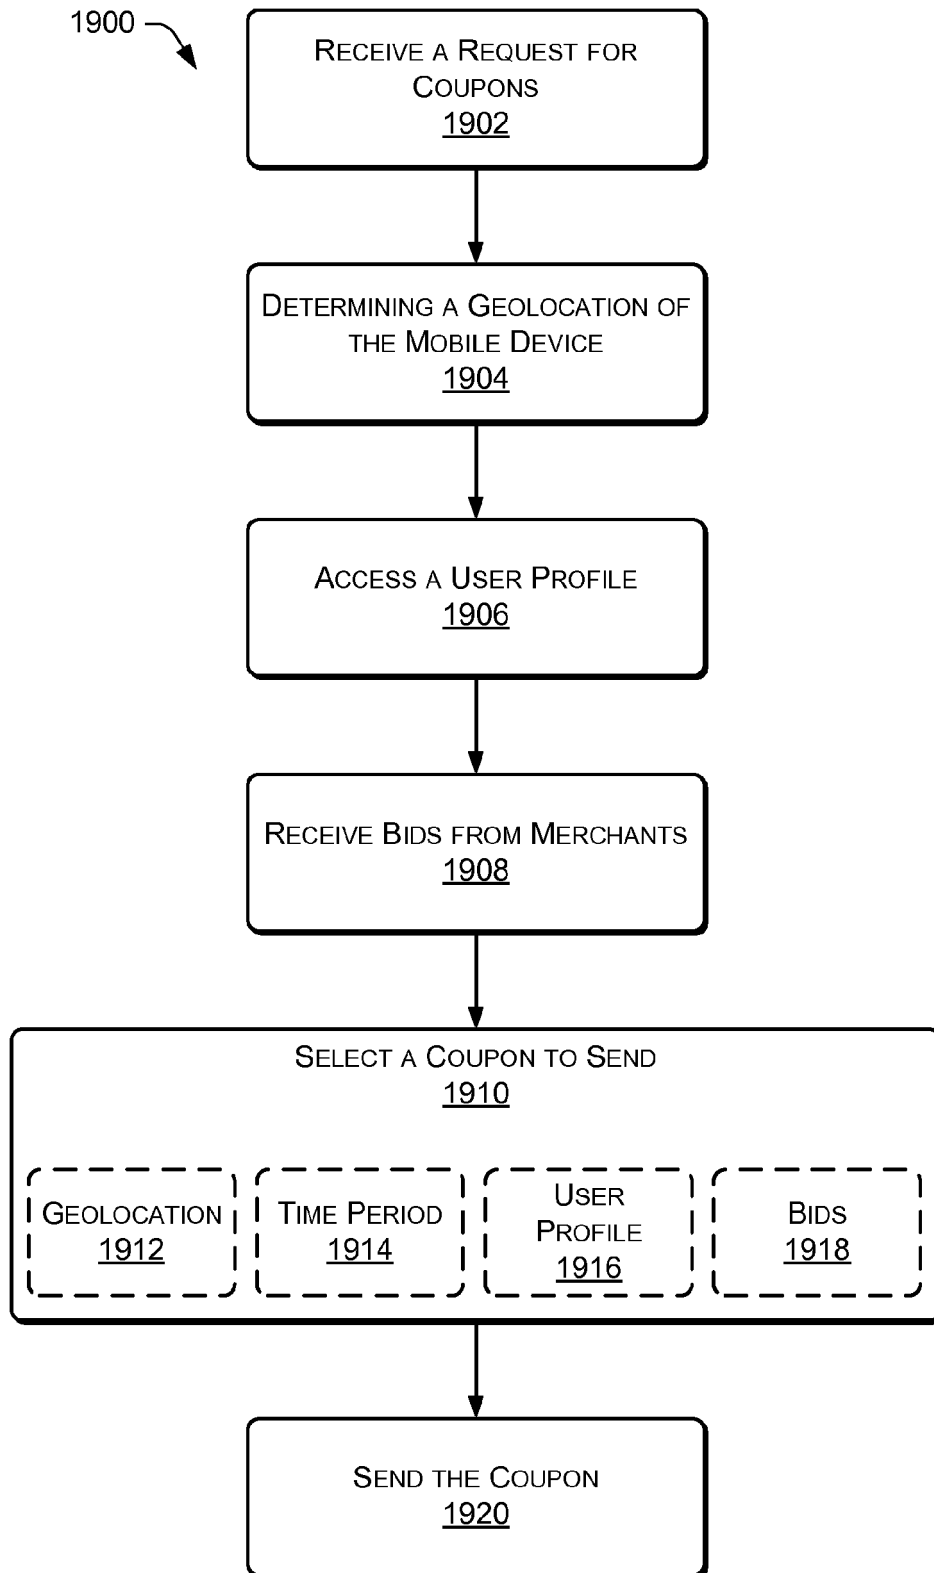 1900
RECEIVE A REQUEST FOR
COUPONS
1902
DETERMINING A GEOLOCATION OF
THE MOBILE DEVICE
1904
ACCESS A USER PROFILE
1906
RECEIVE BIDS FROM MERCHANTS
1908
SELECT A COUPON TO SEND
1910
GEOLOCATION
1912
TIME PERIOD
1914
USER
PROFILE
1916
BIDS
1918
SEND THE COUPON
1920